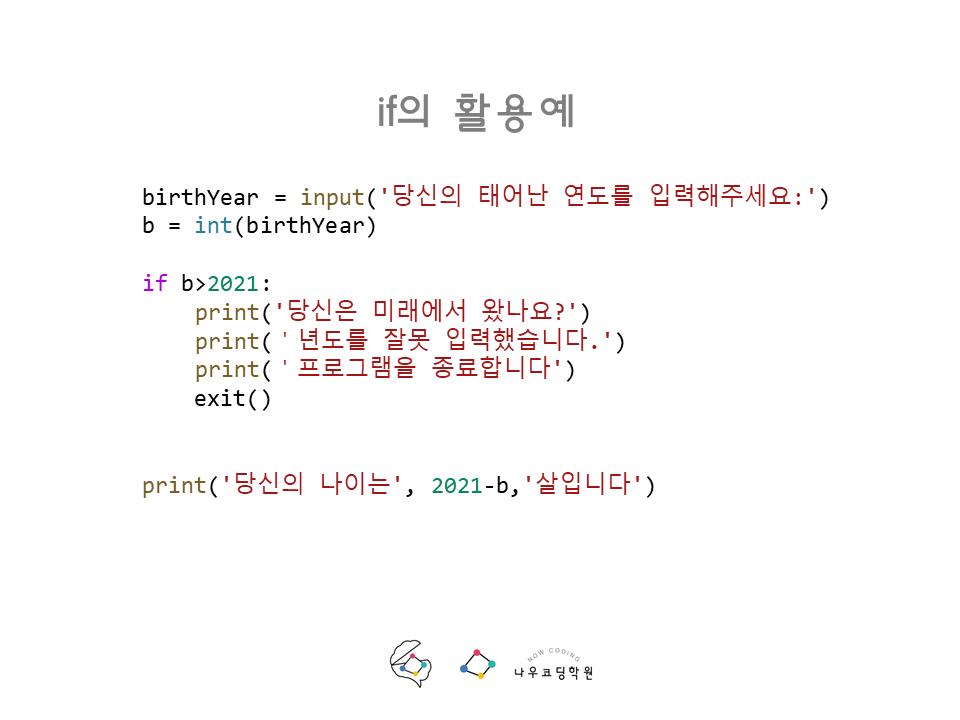 if의 활용예
birthYear = input('당신의 태어난 연도를 입력해주세요:')
b = int(birthYear)
if b>2021:
    print('당신은 미래에서 왔나요?')
    print('년도를 잘못 입력했습니다.')
    print('프로그램을 종료합니다')
    exit()
print('당신의 나이는', 2021-b,'살입니다')
NOW CODING
나우코딩학원